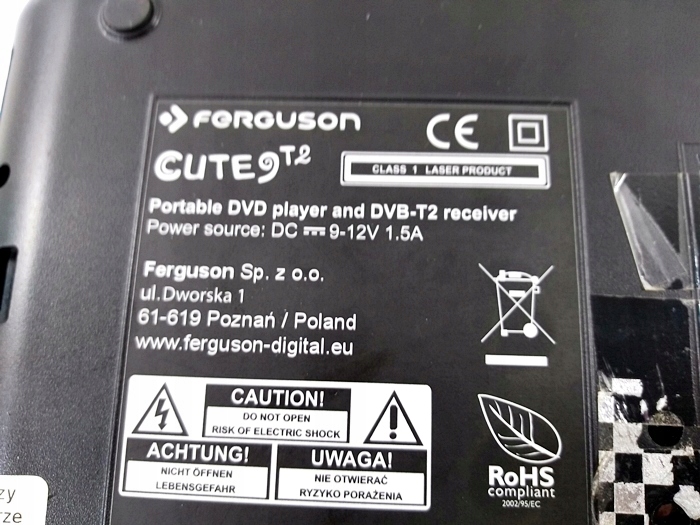 FERGUSON
CE
CUTE9T2
CLASS 1 LASER PRODUCT
Portable DVD player and DVB-T2 receiver
Power source: DC ⎓ 9-12V 1.5A
Ferguson Sp. z o.o.
ul.Dworska 1
61-619 Poznań / Poland
www.ferguson-digital.eu
CAUTION!
DO NOT OPEN
RISK OF ELECTRIC SHOCK
ACHTUNG!
NICHT ÖFFNEN
LEBENSGEFAHR
UWAGA!
NIE OTWIERAĆ
RYZYKO PORAŻENIA
RoHS
compliant
2002/95/EC